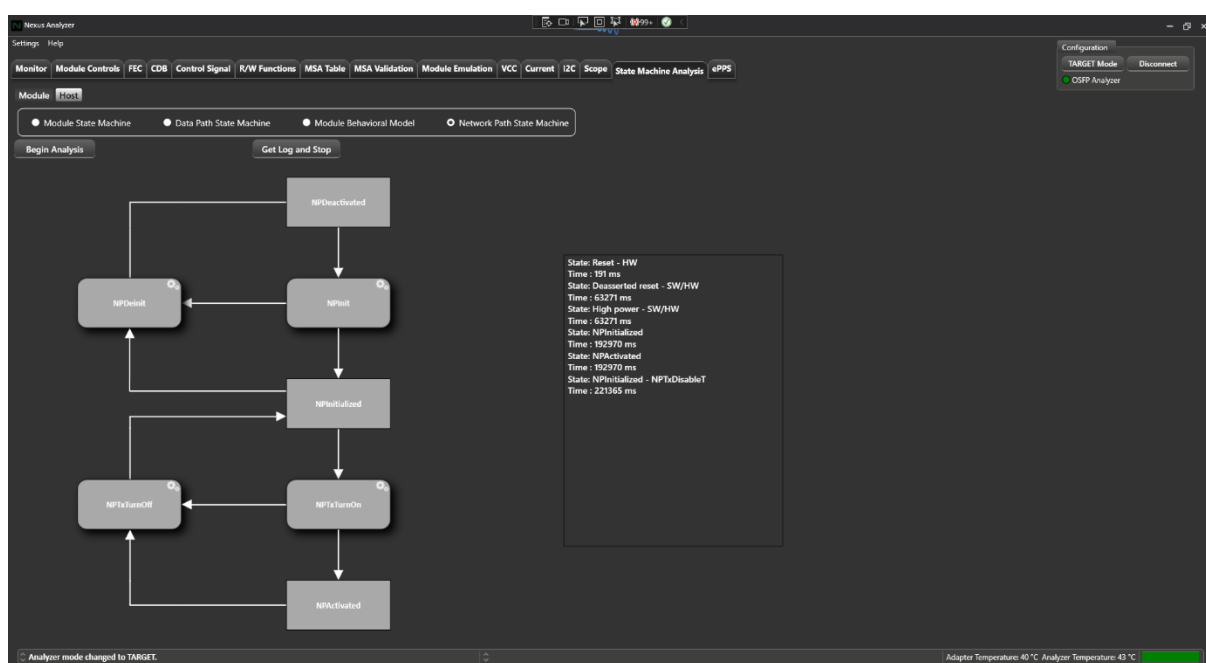 Nexus Analyzer
99+
Settings Help
Configuration
Monitor Module Controls FEC CDB Control Signal R/W Functions MSA Table MSA Validation Module Emulation VCC Current I2C Scope State Machine Analysis ePPS
TARGET Mode Disconnect
OSFP Analyzer
Module Host
Module State Machine Data Path State Machine Module Behavioral Model Network Path State Machine
Begin Analysis Get Log and Stop
NPDeactivated
NPDeinit NPInit
NPInitialized
NPTxTurnOff NPTxTurnOn
NPActivated
State: Reset - HW
Time : 191 ms
State: Deasserted reset - SW/HW
Time : 63271 ms
State: High power - SW/HW
Time : 63271 ms
State: NPInitialized
Time : 192970 ms
State: NPActivated
Time : 192970 ms
State: NPInitialized - NPTxDisableT
Time : 221365 ms
Analyzer mode changed to TARGET.
Adapter Temperature: 40 °C Analyzer Temperature: 43 °C